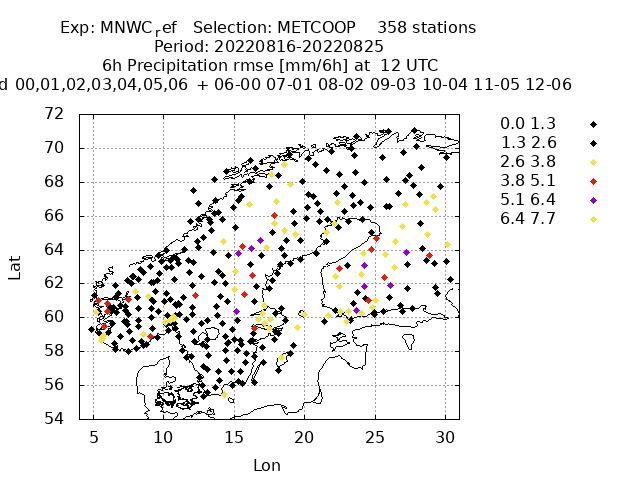 Exp: MNWC_ref Selection: METCOOP 358 stations
Period: 20220816-20220825
6h Precipitation rmse [mm/6h] at 12 UTC
d 00,01,02,03,04,05,06 + 06-00 07-01 08-02 09-03 10-04 11-05 12-06
0.0 1.3
1.3 2.6
2.6 3.8
3.8 5.1
5.1 6.4
6.4 7.7
72
70
68
66
64
62
60
58
56
54
Lat
5 10 15 20 25 30
Lon